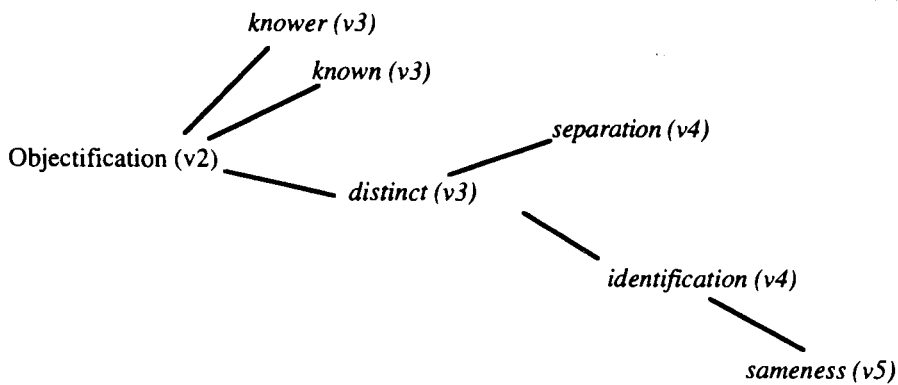 knower (v3)
known (v3)
separation (v4)
Objectification (v2)
distinct (v3)
identification (v4)
sameness (v5)